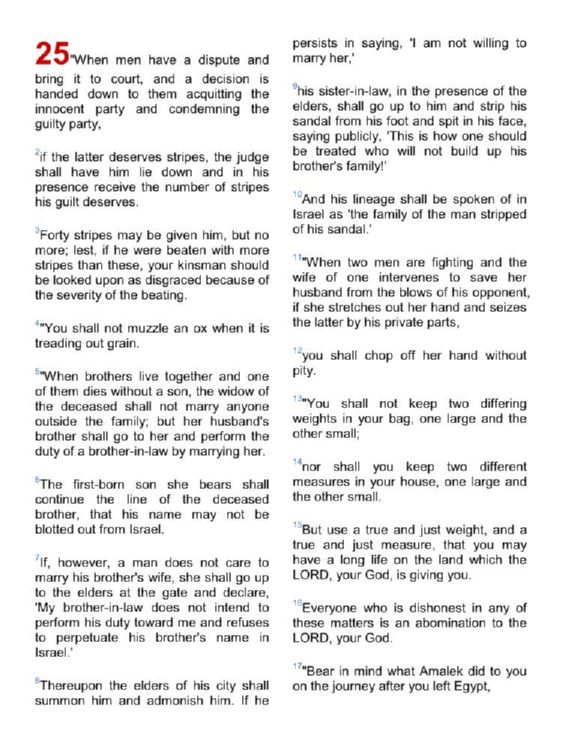 25"When men have a dispute and
bring it to court, and a decision is
handed down to them acquitting the
innocent party and condemning the
guilty party,
2if the latter deserves stripes, the judge
shall have him lie down and in his
presence receive the number of stripes
his guilt deserves.
3Forty stripes may be given him, but no
more; lest, if he were beaten with more
stripes than these, your kinsman should
be looked upon as disgraced because of
the severity of the beating.
4"You shall not muzzle an ox when it is
treading out grain.
5"When brothers live together and one
of them dies without a son, the widow of
the deceased shall not marry anyone
outside the family; but her husband's
brother shall go to her and perform the
duty of a brother-in-law by marrying her.
6The first-born son she bears shall
continue the line of the deceased
brother, that his name may not be
blotted out from Israel.
7If, however, a man does not care to
marry his brother's wife, she shall go up
to the elders at the gate and declare,
'My brother-in-law does not intend to
perform his duty toward me and refuses
to perpetuate his brother's name in
Israel.'
8Thereupon the elders of his city shall
summon him and admonish him. If he
persists in saying, 'I am not willing to
marry her,'
9his sister-in-law, in the presence of the
elders, shall go up to him and strip his
sandal from his foot and spit in his face,
saying publicly, 'This is how one should
be treated who will not build up his
brother's family!'
10And his lineage shall be spoken of in
Israel as 'the family of the man stripped
of his sandal.'
11"When two men are fighting and the
wife of one intervenes to save her
husband from the blows of his opponent,
if she stretches out her hand and seizes
the latter by his private parts,
12you shall chop off her hand without
pity.
13"You shall not keep two differing
weights in your bag, one large and the
other small;
14nor shall you keep two different
measures in your house, one large and
the other small.
15But use a true and just weight, and a
true and just measure, that you may
have a long life on the land which the
LORD, your God, is giving you.
16Everyone who is dishonest in any of
these matters is an abomination to the
LORD, your God.
17"Bear in mind what Amalek did to you
on the journey after you left Egypt,